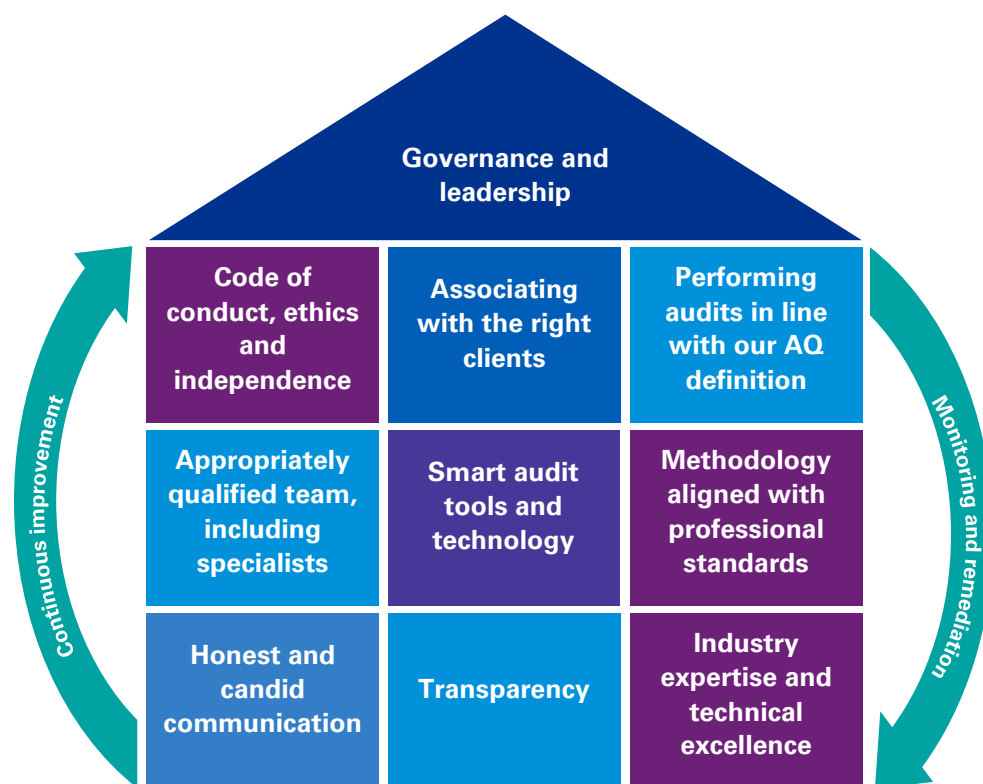 Governance and
leadership
Code of
conduct, ethics
and
independence
Associating
with the right
clients
Performing
audits in line
with our AQ
definition
Appropriately
qualified team,
including
specialists
Smart audit
tools and
technology
Methodology
aligned with
professional
standards
Honest and
candid
communication
Transparency
Industry
expertise and
technical
excellence
Continuous improvement
Monitoring and remediation